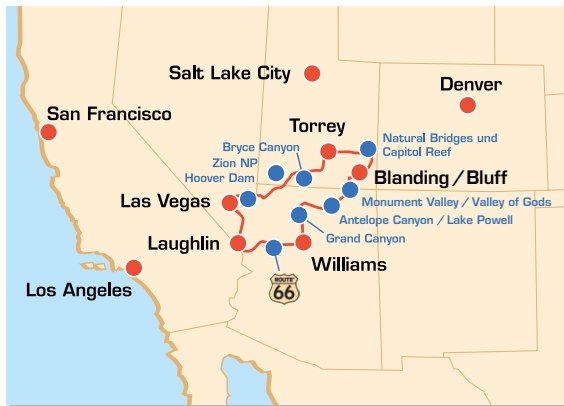 Salt Lake City
Denver
San Francisco
Torrey
Natural Bridges und
Capitol Reef
Bryce Canyon
Zion NP
Hoover Dam
Blanding/Bluff
Las Vegas
Monument Valley / Valley of Gods
Antelope Canyon / Lake Powell
Laughlin
Grand Canyon
Williams
Los Angeles
ROUTE
66